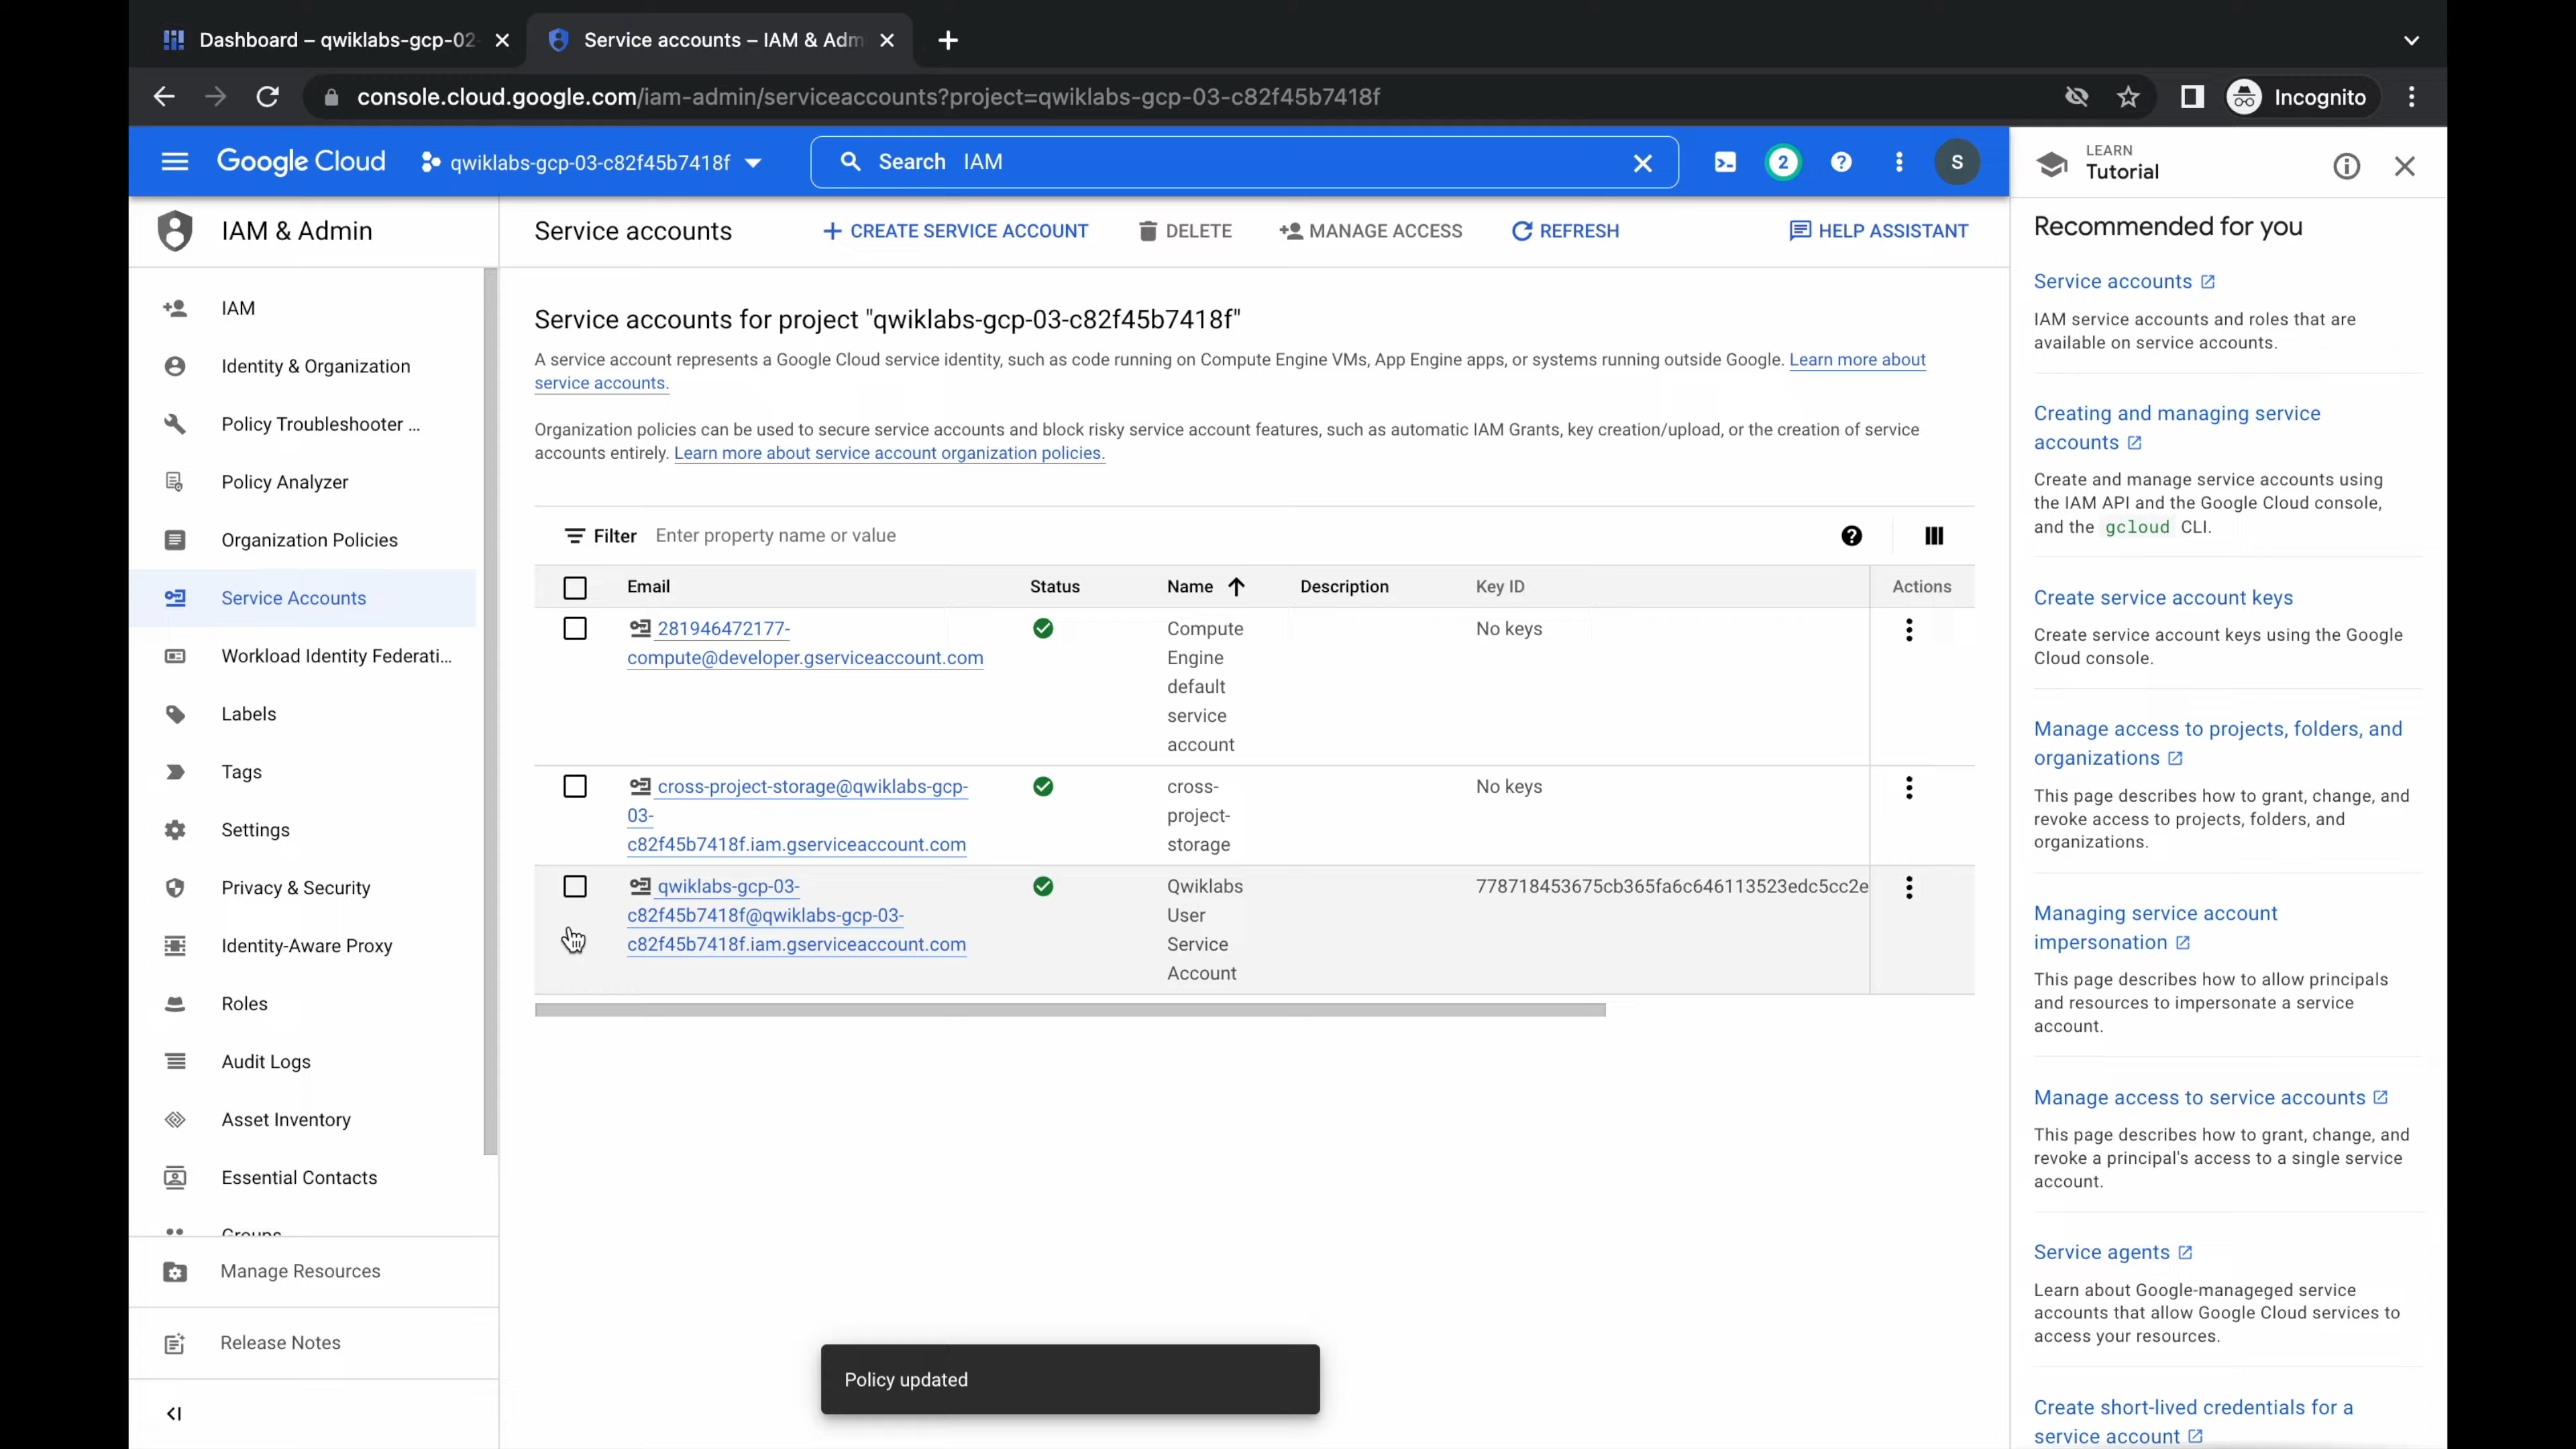 Dashboard – qwiklabs-gcp-02-
Service accounts – IAM & Adm
console.cloud.google.com/iam-admin/serviceaccounts?project=qwiklabs-gcp-03-c82f45b7418f
Incognito
Google Cloud
qwiklabs-gcp-03-c82f45b7418f
Search IAM
2
S
LEARN
Tutorial
IAM & Admin
IAM
Identity & Organization
Policy Troubleshooter ...
Policy Analyzer
Organization Policies
Service Accounts
Workload Identity Federati...
Labels
Tags
Settings
Privacy & Security
Identity-Aware Proxy
Roles
Audit Logs
Asset Inventory
Essential Contacts
Groups
Manage Resources
Release Notes
Service accounts
CREATE SERVICE ACCOUNT
DELETE
MANAGE ACCESS
REFRESH
HELP ASSISTANT
Service accounts for project "qwiklabs-gcp-03-c82f45b7418f"
A service account represents a Google Cloud service identity, such as code running on Compute Engine VMs, App Engine apps, or systems running outside Google. Learn more about
service accounts.
Organization policies can be used to secure service accounts and block risky service account features, such as automatic IAM Grants, key creation/upload, or the creation of service
accounts entirely. Learn more about service account organization policies.
Filter Enter property name or value
Email Status Name Description Key ID Actions
281946472177-
compute@developer.gserviceaccount.com
Compute
Engine
default
service
account
No keys
cross-project-storage@qwiklabs-gcp-
03-
c82f45b7418f.iam.gserviceaccount.com
cross-
project-
storage
No keys
qwiklabs-gcp-03-
c82f45b7418f@qwiklabs-gcp-03-
c82f45b7418f.iam.gserviceaccount.com
Qwiklabs
User
Service
Account
778718453675cb365fa6c646113523edc5cc2e
Policy updated
Recommended for you
Service accounts
IAM service accounts and roles that are
available on service accounts.
Creating and managing service
accounts
Create and manage service accounts using
the IAM API and the Google Cloud console,
and the gcloud CLI.
Create service account keys
Create service account keys using the Google
Cloud console.
Manage access to projects, folders, and
organizations
This page describes how to grant, change, and
revoke access to projects, folders, and
organizations.
Managing service account
impersonation
This page describes how to allow principals
and resources to impersonate a service
account.
Manage access to service accounts
This page describes how to grant, change, and
revoke a principal's access to a single service
account.
Service agents
Learn about Google-manageged service
accounts that allow Google Cloud services to
access your resources.
Create short-lived credentials for a
service account